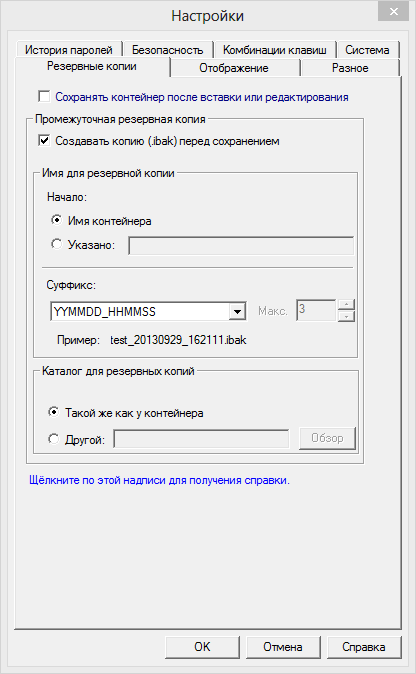 Настройки
История паролей Безопасность Комбинации клавиш Система
Резервные копии Отображение Разное
Сохранять контейнер после вставки или редактирования
Промежуточная резервная копия
Создавать копию (.ibak) перед сохранением
Имя для резервной копии
Начало:
Имя контейнера
Указано:
Суффикс:
YYMMDD_HHMMSS Макс. 3
Пример: test_20130929_162111.ibak
Каталог для резервных копий
Такой же как у контейнера
Другой: Обзор
Щёлкните по этой надписи для получения справки.
OK Отмена Справка